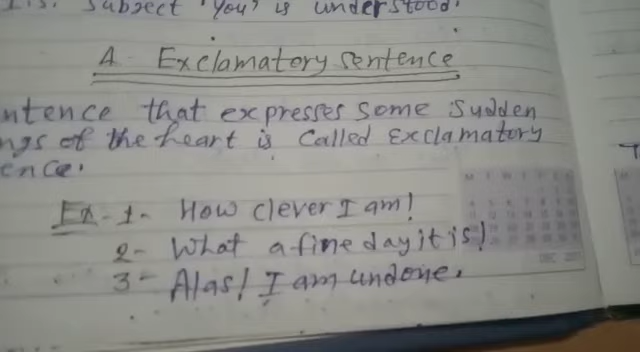 Subject 'You' is understood.
A Exclamatory sentence
ntence that expresses some sudden
ngs of the heart is called exclamatory
ence.
Ex-1- How clever I am!
2- What a fine day it is!
3- Alas! I am undone.